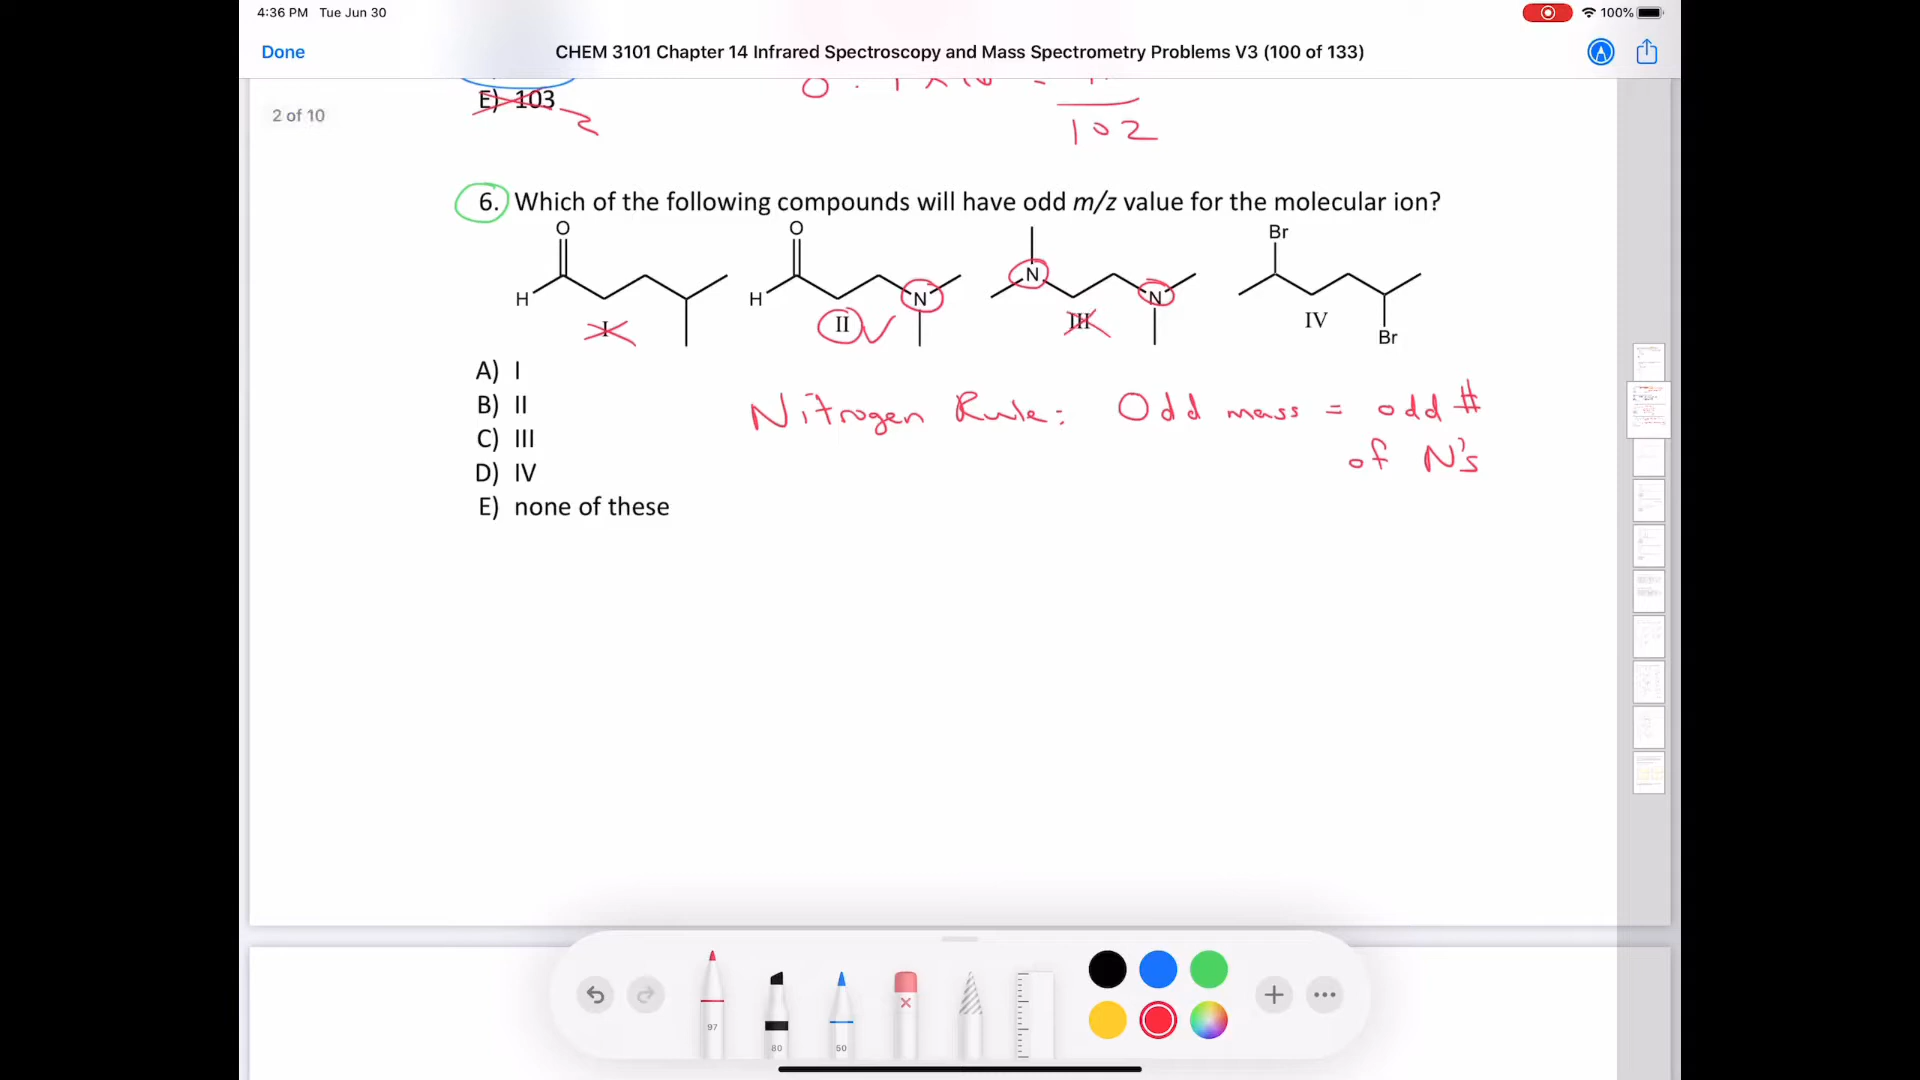 4:36 PM Tue Jun 30
100%
Done
CHEM 3101 Chapter 14 Infrared Spectroscopy and Mass Spectrometry Problems V3 (100 of 133)
2 of 10
E) 103
102
6. Which of the following compounds will have odd m/z value for the molecular ion?
O O Br
N
H H N N
I II III IV
Br
A) I
B) II
C) III
D) IV
E) none of these
Nitrogen Rule: Odd mass = odd #
of N's
97
80
50